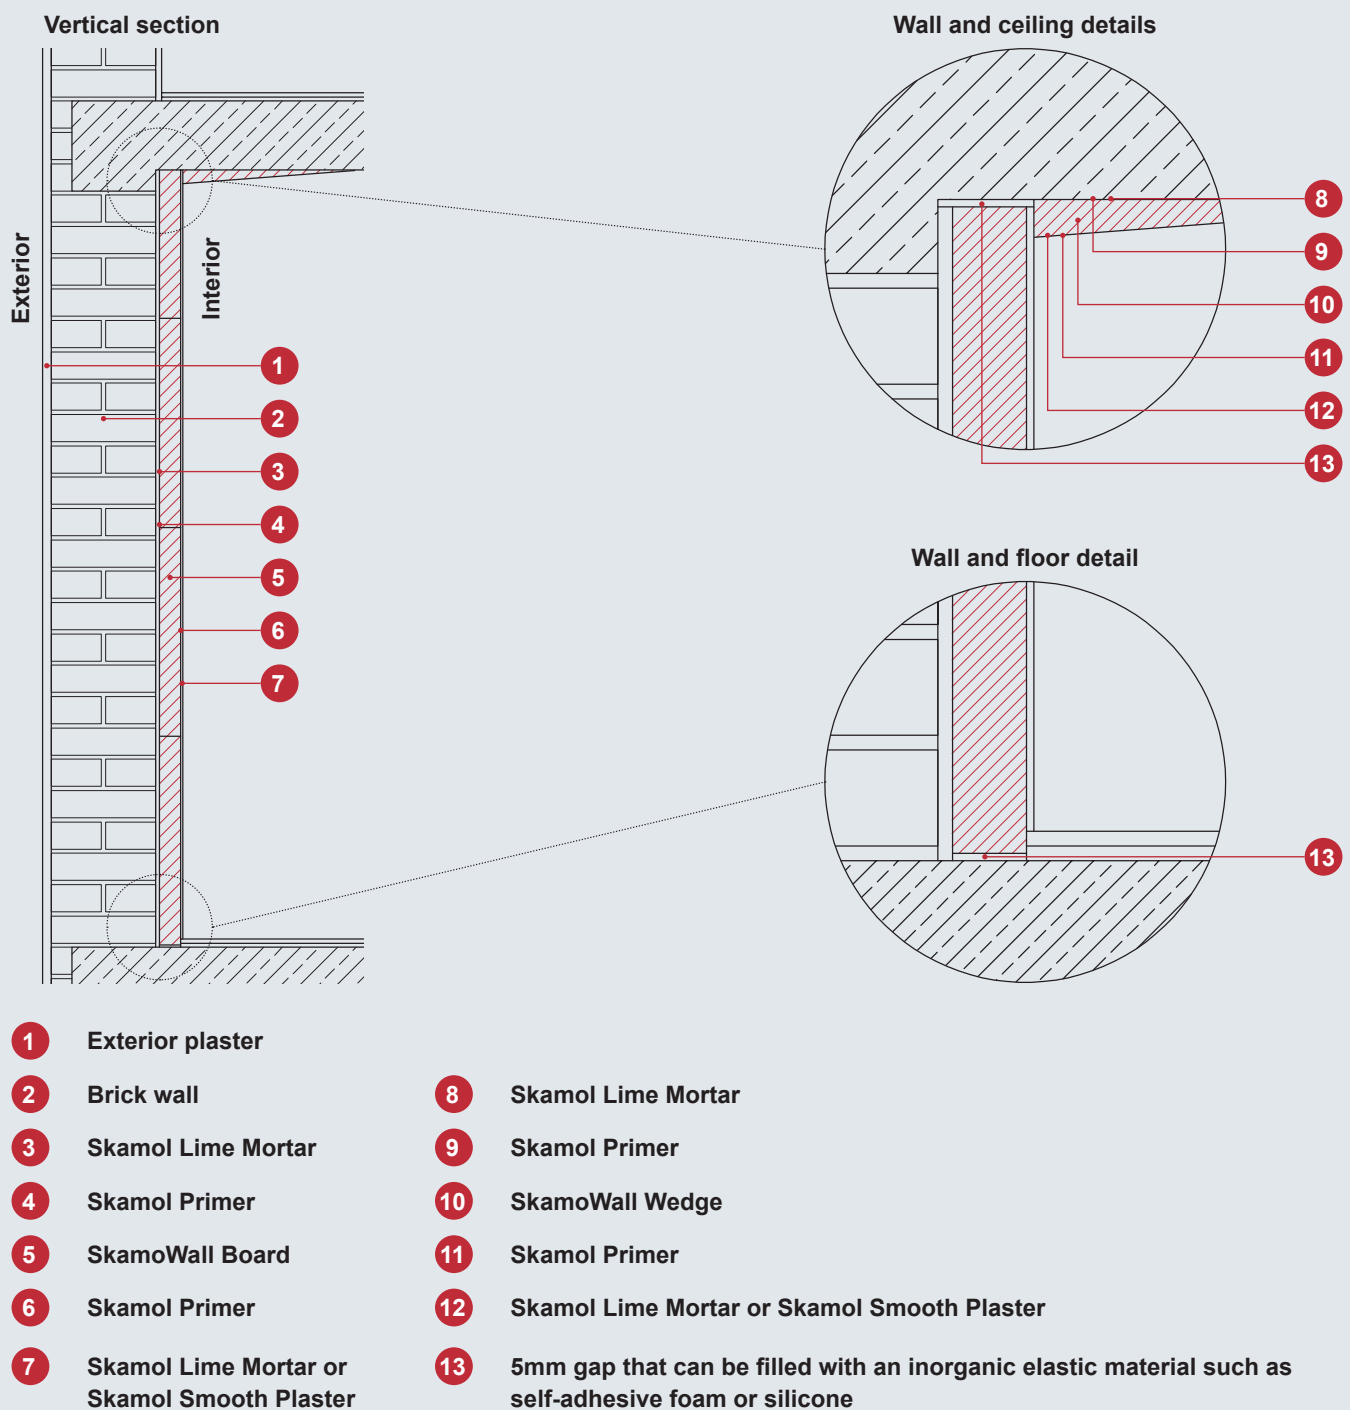 Vertical section
Wall and ceiling details
Exterior
Interior
1
2
3
4
5
6
7
8
9
10
11
12
13
Wall and floor detail
13
1 Exterior plaster
2 Brick wall
3 Skamol Lime Mortar
4 Skamol Primer
5 SkamoWall Board
6 Skamol Primer
7 Skamol Lime Mortar or
Skamol Smooth Plaster
8 Skamol Lime Mortar
9 Skamol Primer
10 SkamoWall Wedge
11 Skamol Primer
12 Skamol Lime Mortar or Skamol Smooth Plaster
13 5mm gap that can be filled with an inorganic elastic material such as
self-adhesive foam or silicone